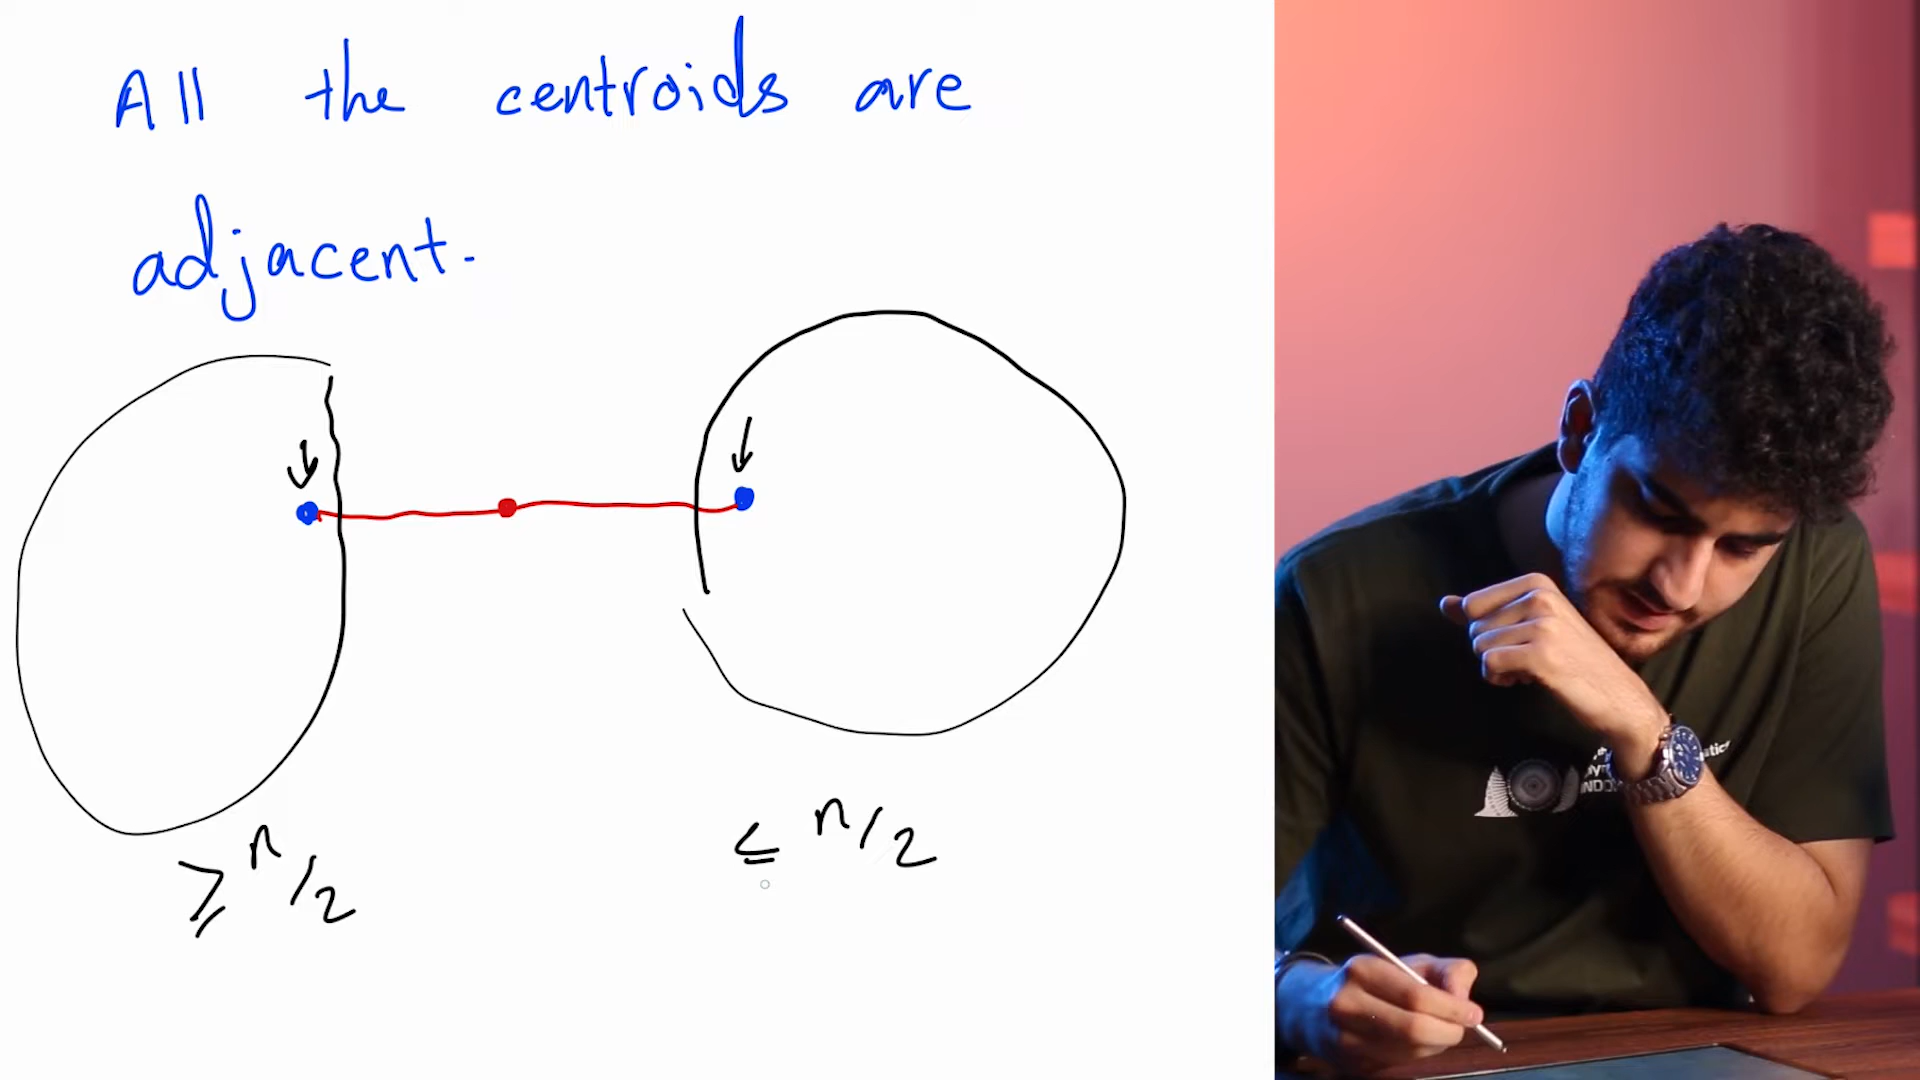 All the centroids are
adjacent.
≥ n/2
≤ n/2